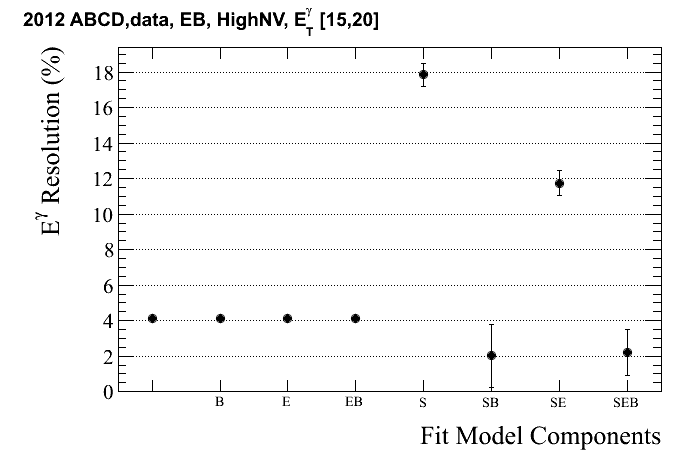 2012 ABCD,data, EB, HighNV, E_T^γ [15,20]
E^γ Resolution (%)
18
16
14
12
10
8
6
4
2
0
B E EB S SB SE SEB
Fit Model Components